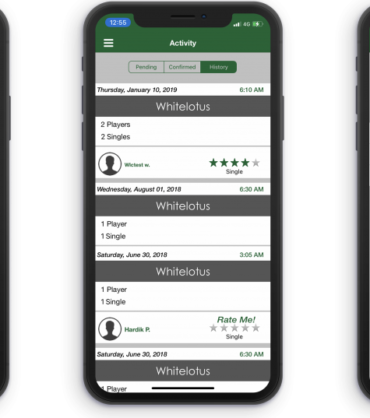 12:55
4G
Activity
Pending Confirmed History
Thursday, January 10, 2019 6:10 AM
Whitelotus
2 Players
2 Singles
Wictest w.
Single
Wednesday, August 01, 2018 6:30 AM
Whitelotus
1 Player
1 Single
Saturday, June 30, 2018 3:05 AM
Whitelotus
1 Player
1 Single
Rate Me!
Hardik P.
Single
Saturday, June 30, 2018 6:30 AM
Whitelotus
1 Player